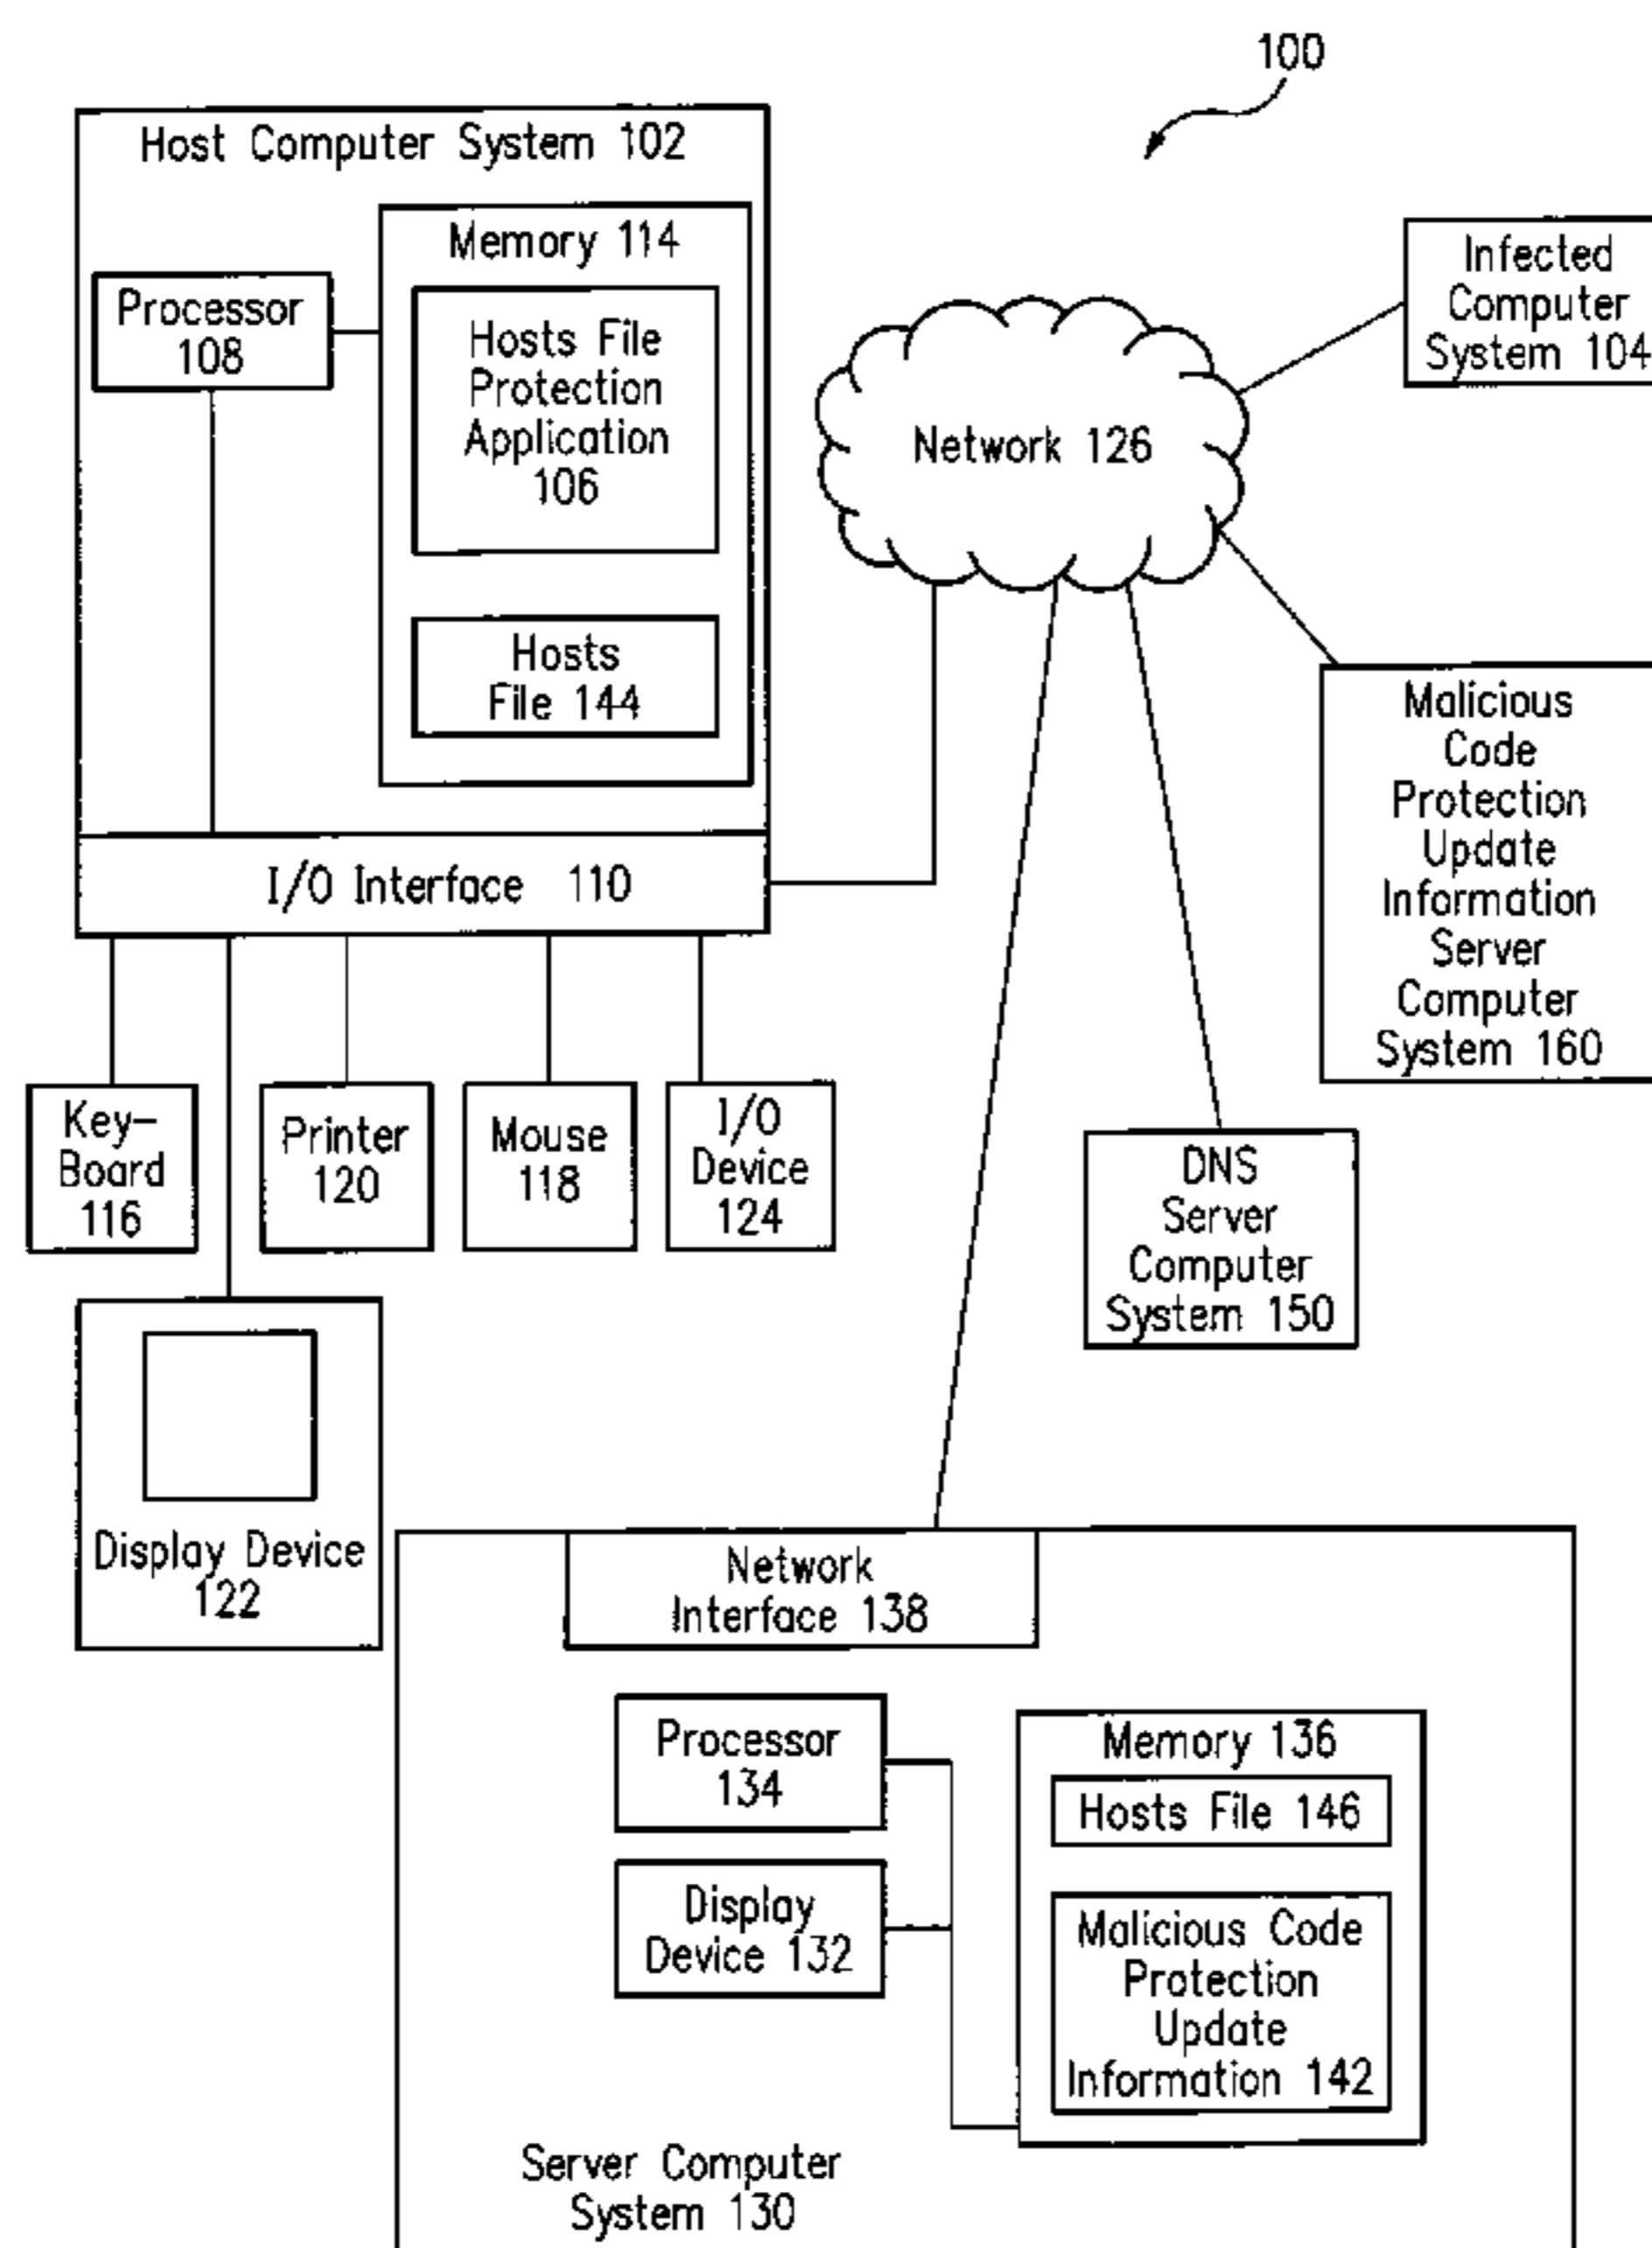 100
Host Computer System 102
Memory 114
Processor
108
Hosts File
Protection
Application
106
Hosts
File 144
I/O Interface 110
Network 126
Infected
Computer
System 104
Malicious
Code
Protection
Update
Information
Server
Computer
System 160
Key-
Board
116
Printer
120
Mouse
118
I/O
Device
124
DNS
Server
Computer
System 150
Display Device
122
Network
Interface 138
Processor
134
Display
Device 132
Memory 136
Hosts File 146
Malicious Code
Protection
Update
Information 142
Server Computer
System 130